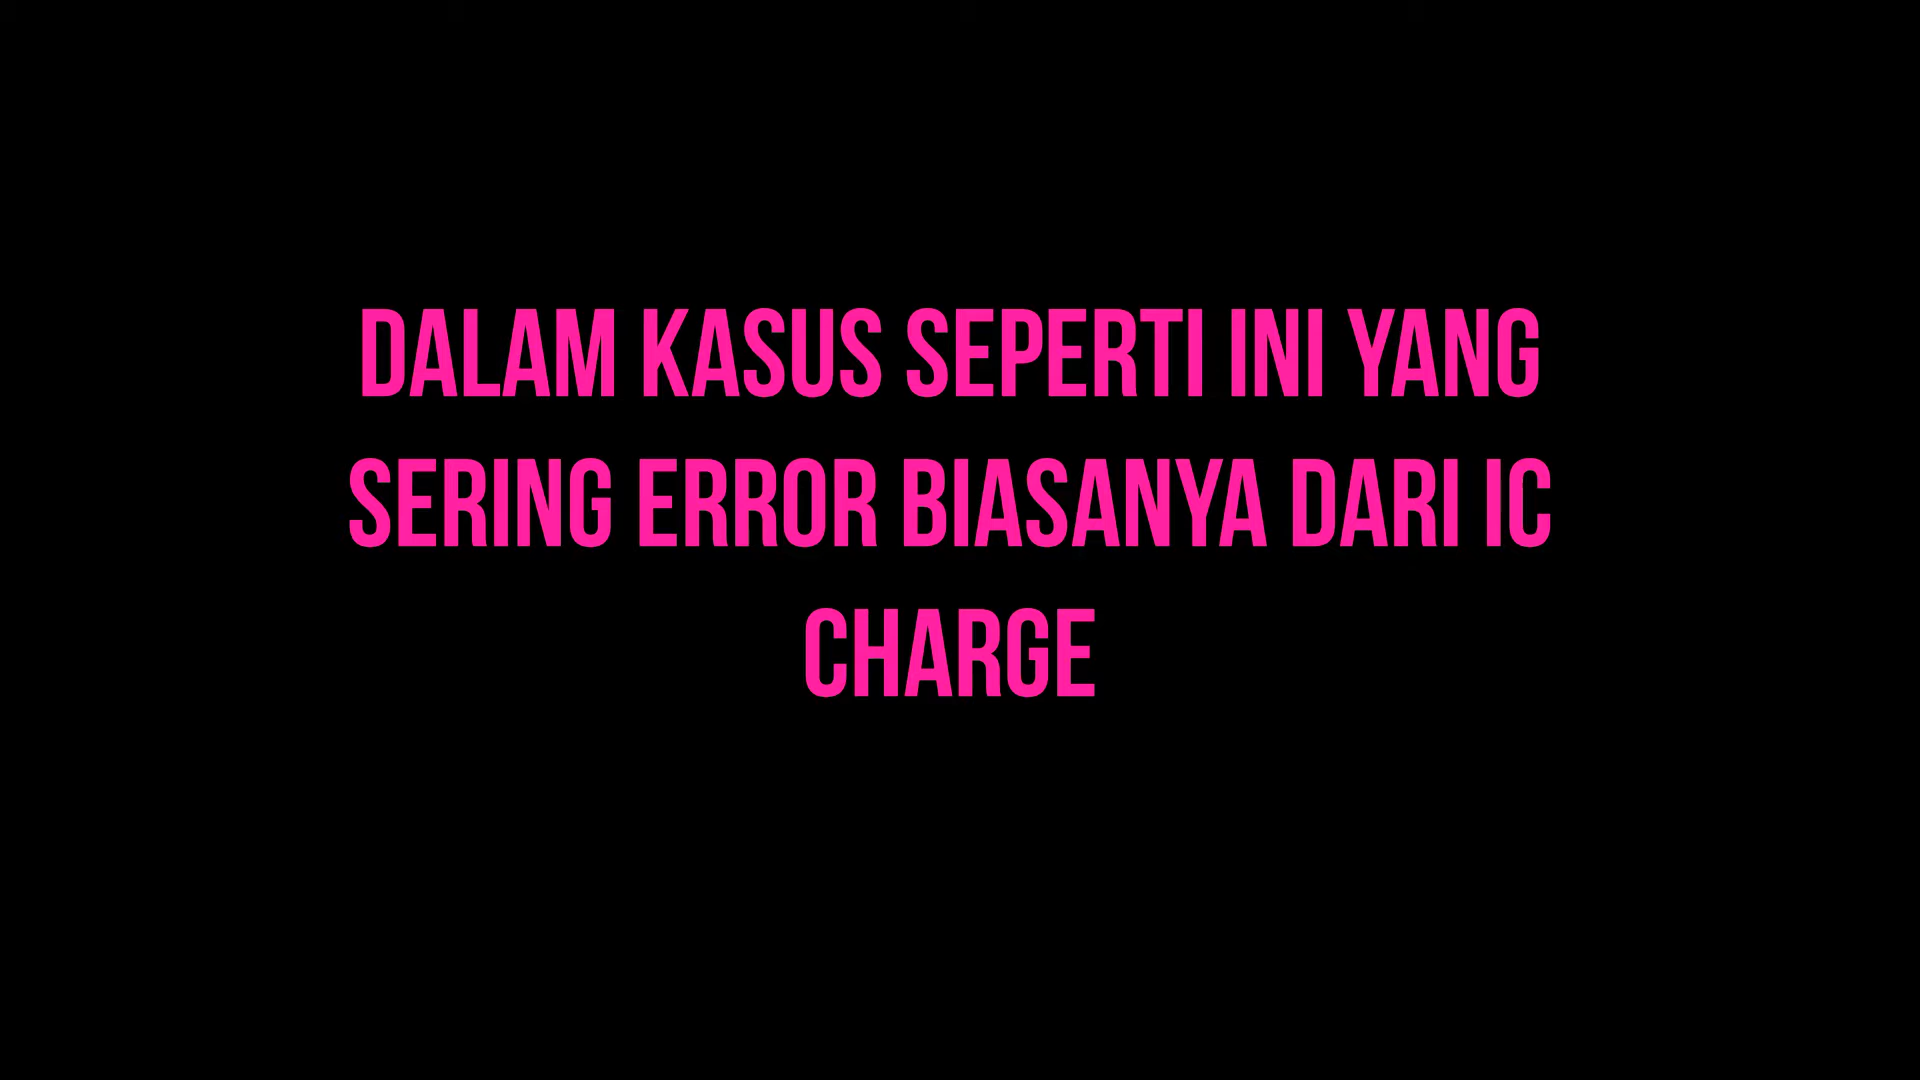 DALAM KASUS SEPERTI INI YANG
SERING ERROR BIASANYA DARI IC
CHARGE